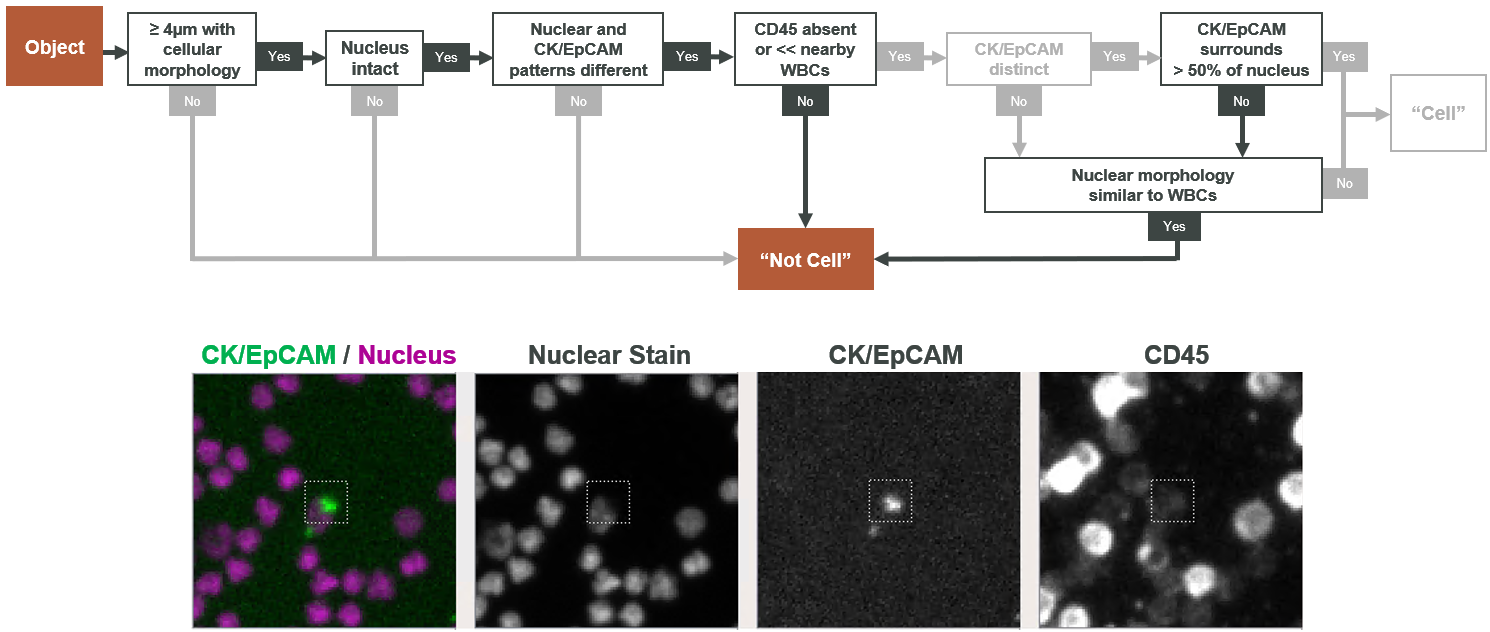 Object
≥ 4µm with
cellular
morphology
Yes
No
Nucleus
intact
Yes
No
Nuclear and
CK/EpCAM
patterns different
Yes
No
CD45 absent
or << nearby
WBCs
Yes
No
CK/EpCAM
distinct
Yes
No
CK/EpCAM
surrounds
> 50% of nucleus
Yes
No
"Cell"
Nuclear morphology
similar to WBCs
No
Yes
“Not Cell”
CK/EpCAM / Nucleus
Nuclear Stain
CK/EpCAM
CD45